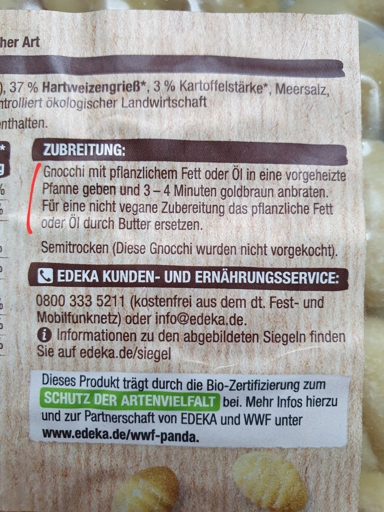 her Art
), 37 % Hartweizengrieß*, 3 % Kartoffelstärke*, Meersalz,
ntrolliert ökologischer Landwirtschaft
enthalten.
ZUBREITUNG:
Gnocchi mit pflanzlichem Fett oder Öl in eine vorgeheizte
Pfanne geben und 3 – 4 Minuten goldbraun anbraten.
Für eine nicht vegane Zubereitung das pflanzliche Fett
oder Öl durch Butter ersetzen.
Semitrocken (Diese Gnocchi wurden nicht vorgekocht).
EDEKA KUNDEN- UND ERNÄHRUNGSSERVICE:
0800 333 5211 (kostenfrei aus dem dt. Fest- und
Mobilfunknetz) oder info@edeka.de.
i Informationen zu den abgebildeten Siegeln finden
Sie auf edeka.de/siegel
Dieses Produkt trägt durch die Bio-Zertifizierung zum
SCHUTZ DER ARTENVIELFALT bei. Mehr Infos hierzu
und zur Partnerschaft von EDEKA und WWF unter
www.edeka.de/wwf-panda.